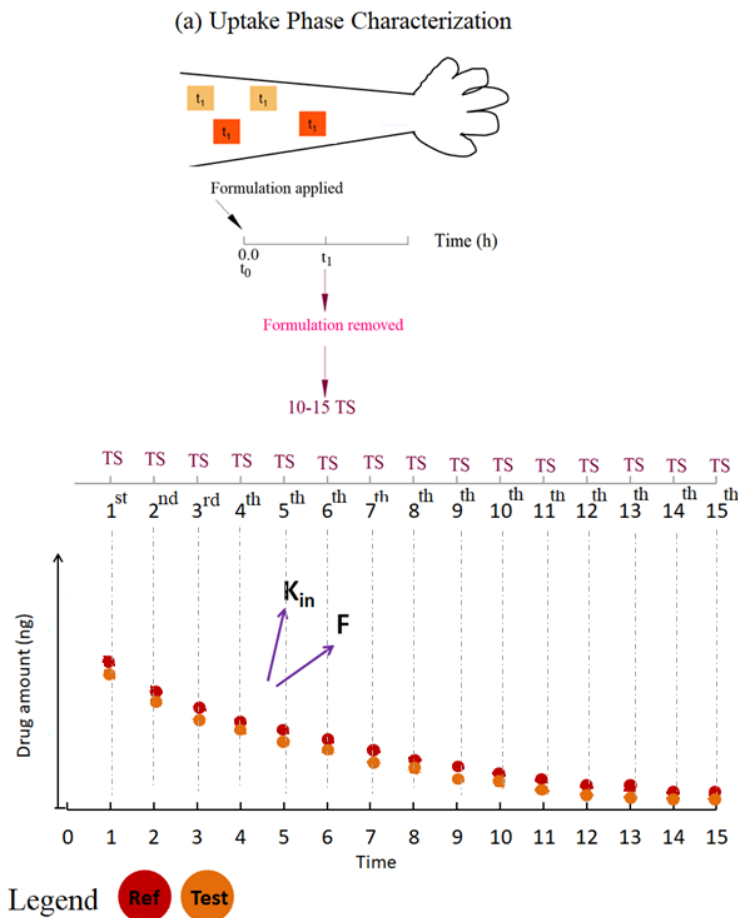 (a) Uptake Phase Characterization
t1 t1
t1 t1
Formulation applied
0.0 Time (h)
t0 t1
Formulation removed
10-15 TS
TS TS TS TS TS TS TS TS TS TS TS TS TS TS TS
1st 2nd 3rd 4th 5th 6th 7th 8th 9th 10th 11th 12th 13th 14th 15th
Kin
F
Drug amount (ng)
0 1 2 3 4 5 6 7 8 9 10 11 12 13 14 15
Time
Legend Ref Test